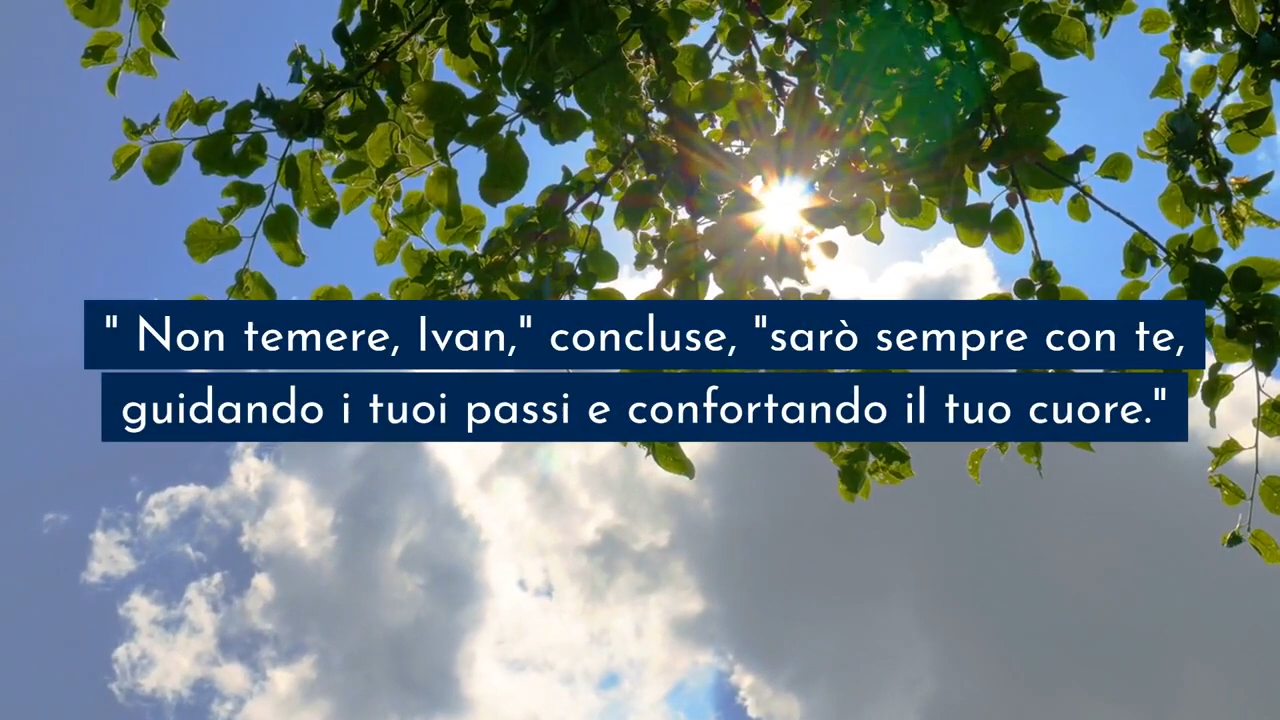 " Non temere, Ivan," concluse, "sarò sempre con te,
guidando i tuoi passi e confortando il tuo cuore."